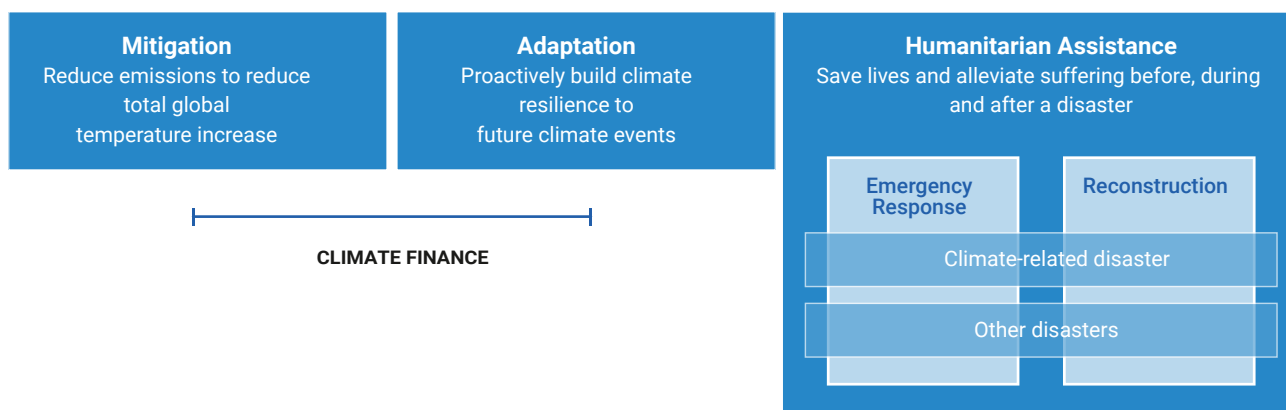 Mitigation
Reduce emissions to reduce
total global
temperature increase
Adaptation
Proactively build climate
resilience to
future climate events
CLIMATE FINANCE
Humanitarian Assistance
Save lives and alleviate suffering before, during
and after a disaster
Emergency
Response
Reconstruction
Climate-related disaster
Other disasters